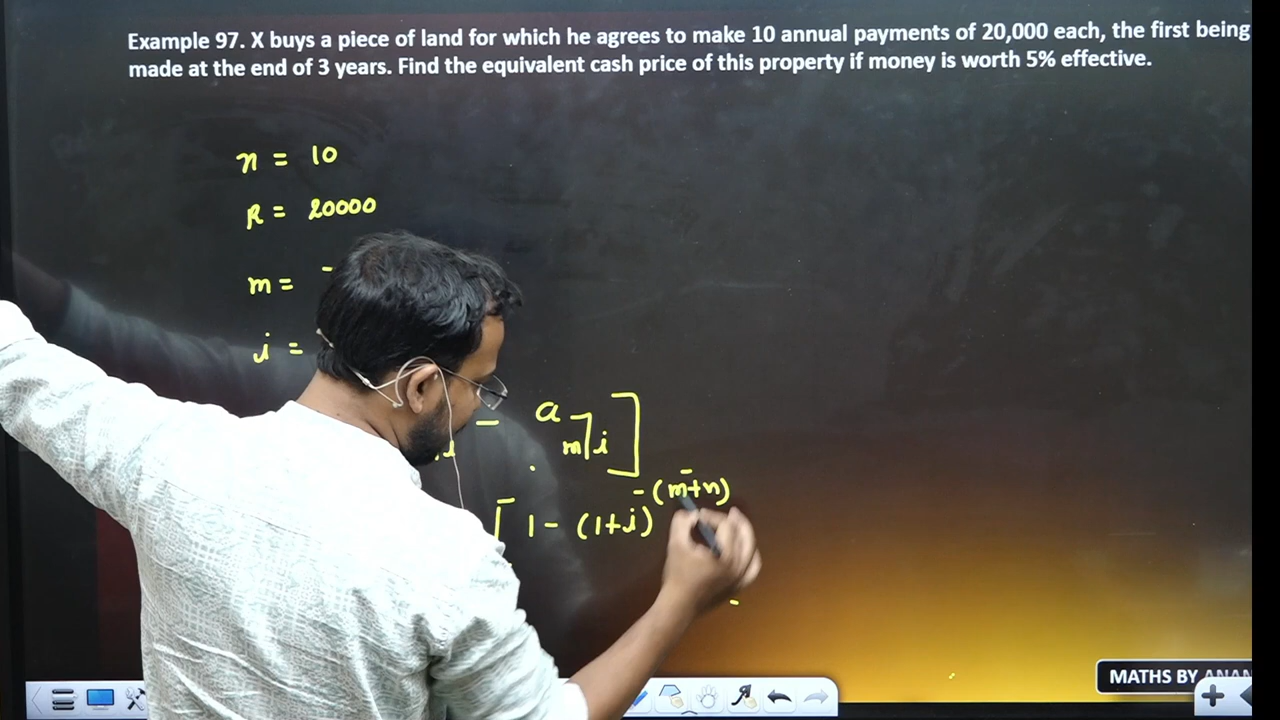 Example 97. X buys a piece of land for which he agrees to make 10 annual payments of 20,000 each, the first being
made at the end of 3 years. Find the equivalent cash price of this property if money is worth 5% effective.
n = 10
R = 20000
m =
i =
i - a m|i ]
[ 1 - (1+i) -(m+n)
MATHS BY ANAN